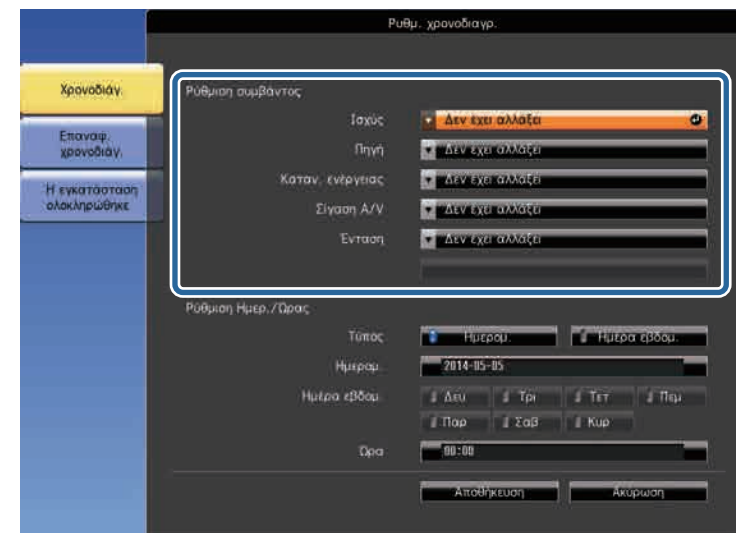 Ρυθμ. χρονοδιαγρ.
Χρονοδιάγ.
Επαναφ.
χρονοδιάγ.
Η εγκατάσταση
ολοκληρώθηκε
Ρύθμιση συμβάντος
Ισχύς Δεν έχει αλλάξει
Πηγή Δεν έχει αλλάξει
Καταν. ενέργειας Δεν έχει αλλάξει
Σίγαση A/V Δεν έχει αλλάξει
Ένταση Δεν έχει αλλάξει
Ρύθμιση Ημερ./Ώρας
Τύπος Ημερομ. Ημέρα εβδομ.
Ημερομ. 2014-05-05
Ημέρα εβδομ. Δευ Τρι Τετ Πεμ
Παρ Σαβ Κυρ
Ώρα 00:00
Αποθήκευση Ακύρωση